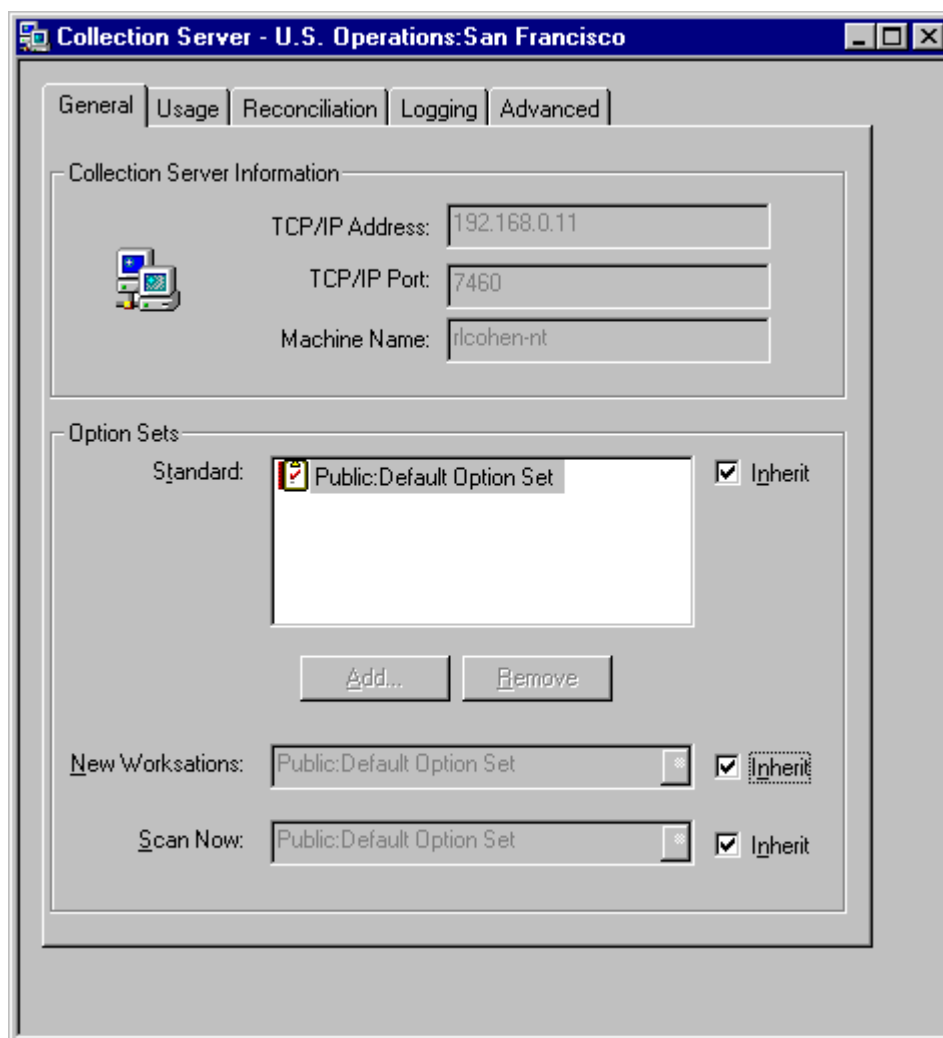 Collection Server - U.S. Operations:San Francisco
General Usage Reconciliation Logging Advanced
Collection Server Information
TCP/IP Address: 192.168.0.11
TCP/IP Port: 7460
Machine Name: rlcohen-nt
Option Sets
Standard: Public:Default Option Set Inherit
Add... Remove
New Worksations: Public:Default Option Set Inherit
Scan Now: Public:Default Option Set Inherit